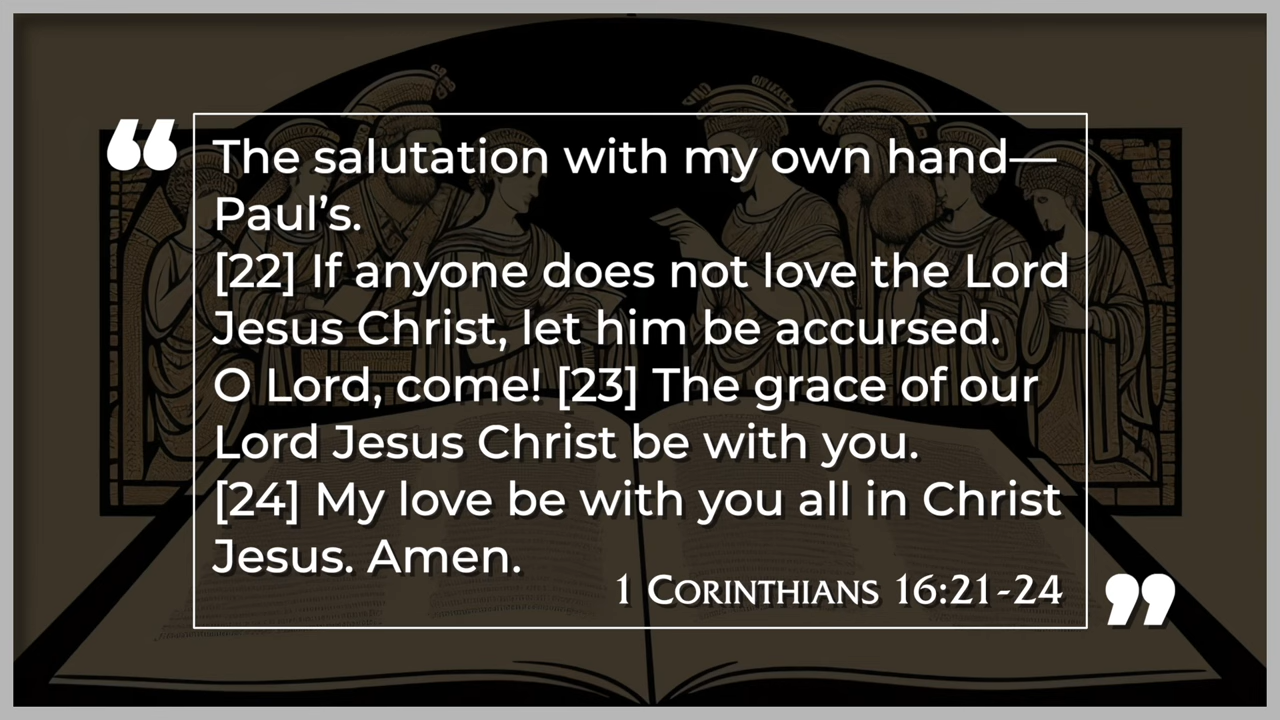 “
The salutation with my own hand—
Paul’s.
[22] If anyone does not love the Lord
Jesus Christ, let him be accursed.
O Lord, come! [23] The grace of our
Lord Jesus Christ be with you.
[24] My love be with you all in Christ
Jesus. Amen.
1 Corinthians 16:21-24
”